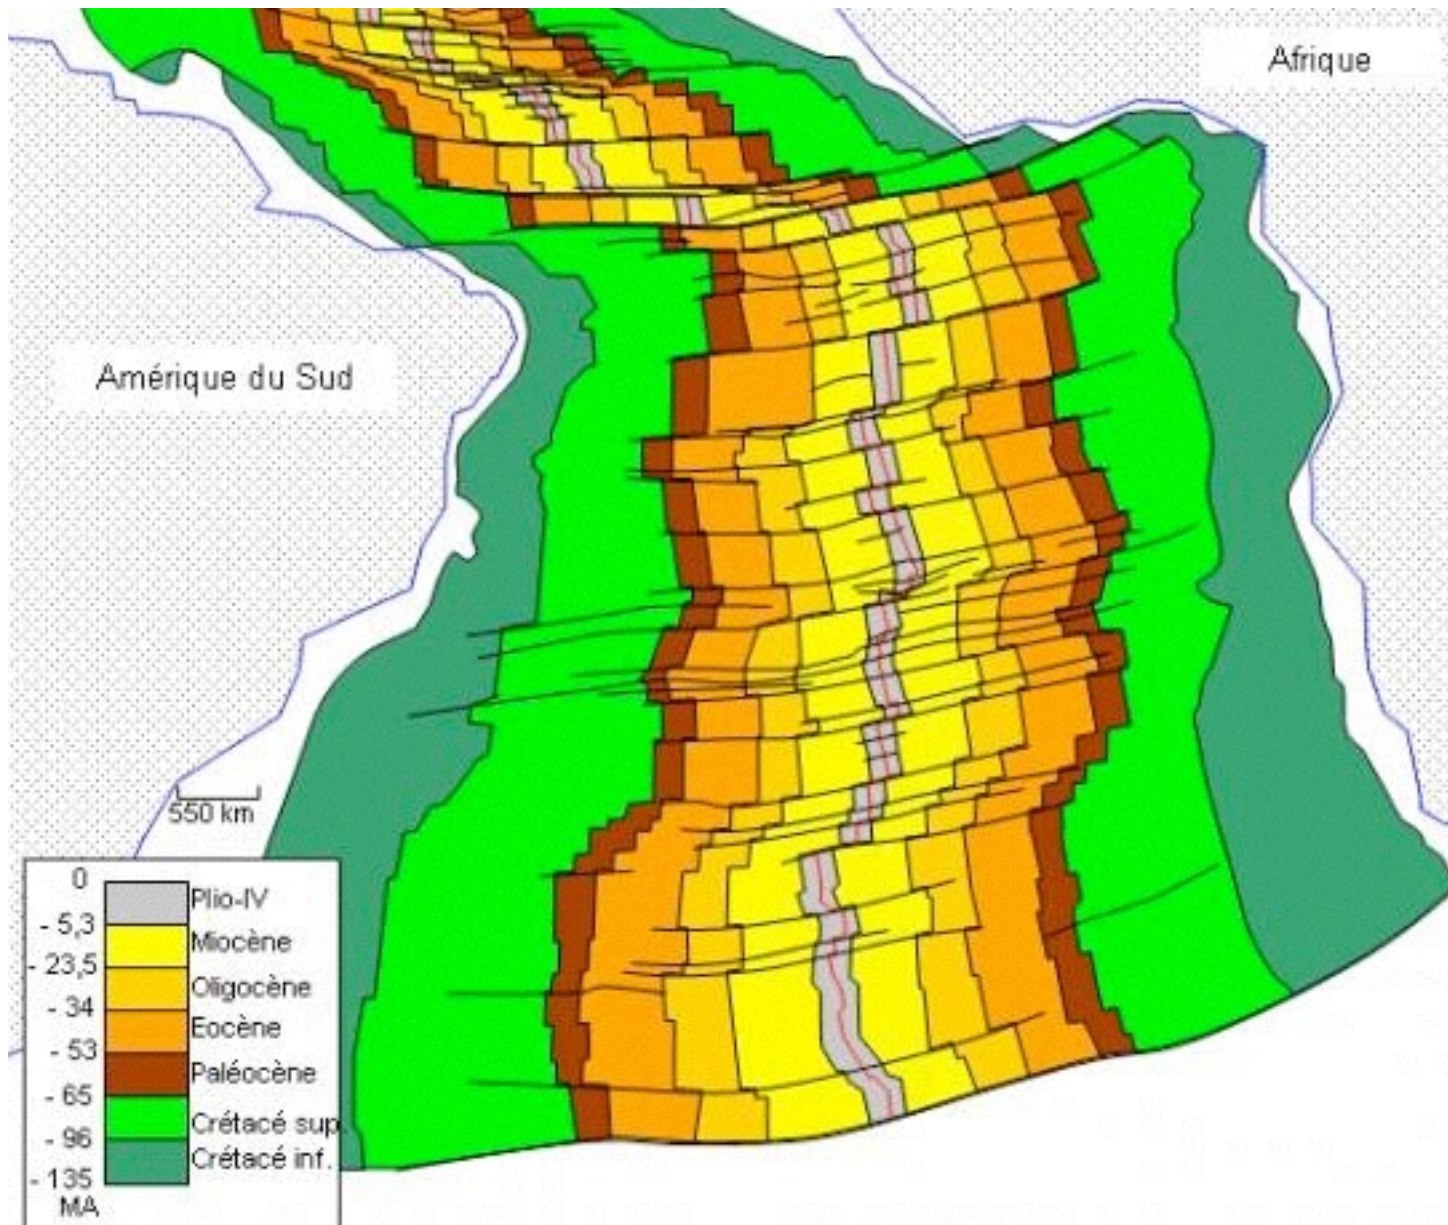 Afrique
Amérique du Sud
550 km
0
Plio-IV
- 5,3
Miocène
- 23,5
Oligocène
- 34
Eocène
- 53
Paléocène
- 65
Crétacé sup.
- 96
Crétacé inf.
- 135
MA